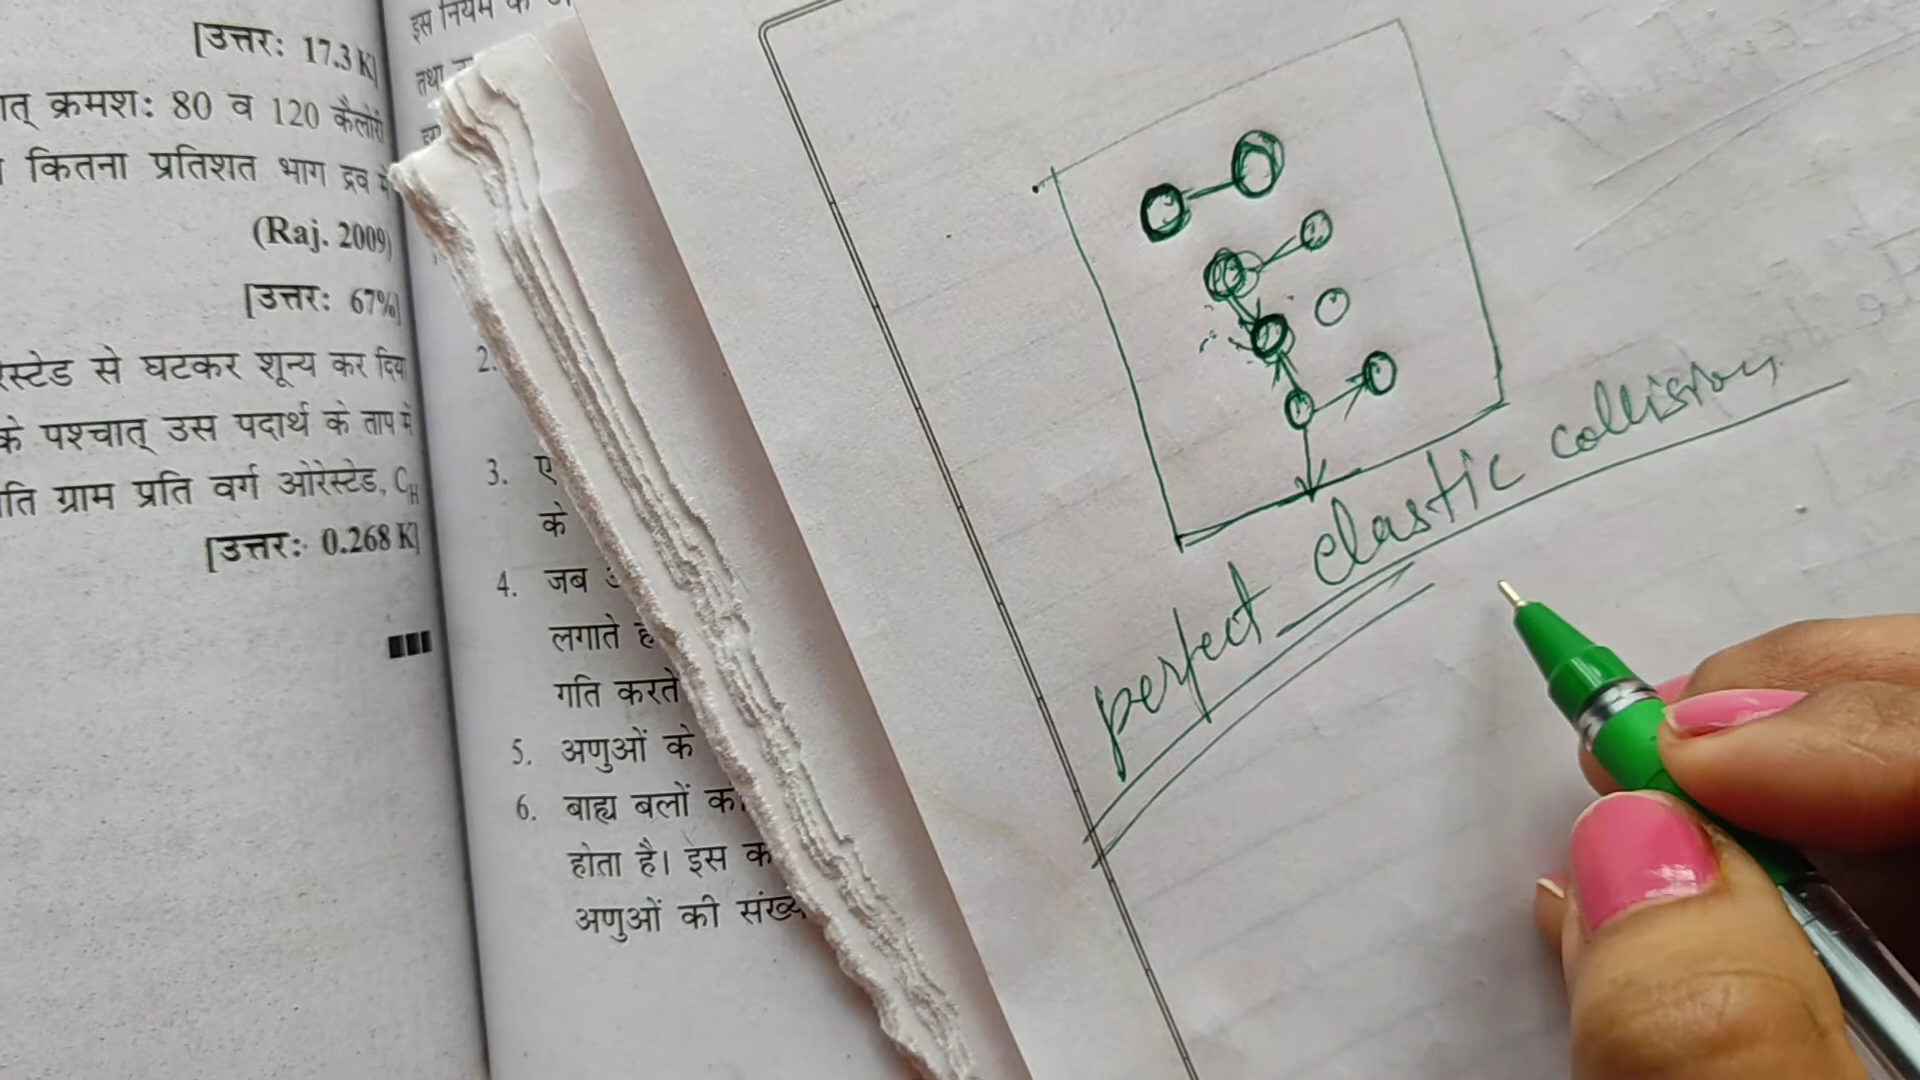 [उत्तर: 17.3 K]
क्रमशः 80 व 120 कैलोरी
कितना प्रतिशत भाग द्रव में
(Raj. 2009)
[उत्तर: 67%]
से घटकर शून्य कर दिया
के पश्चात् उस पदार्थ के ताप में
ग्राम प्रति वर्ग ओरेस्टेड, C_H
[उत्तर: 0.268 K]
इस नियम के
तथा
2.
3. ए
के
4. जब
लगाते
गति करते
5. अणुओं के
6. बाह्य बलों का
होता है। इस
अणुओं की
perfect elastic collision